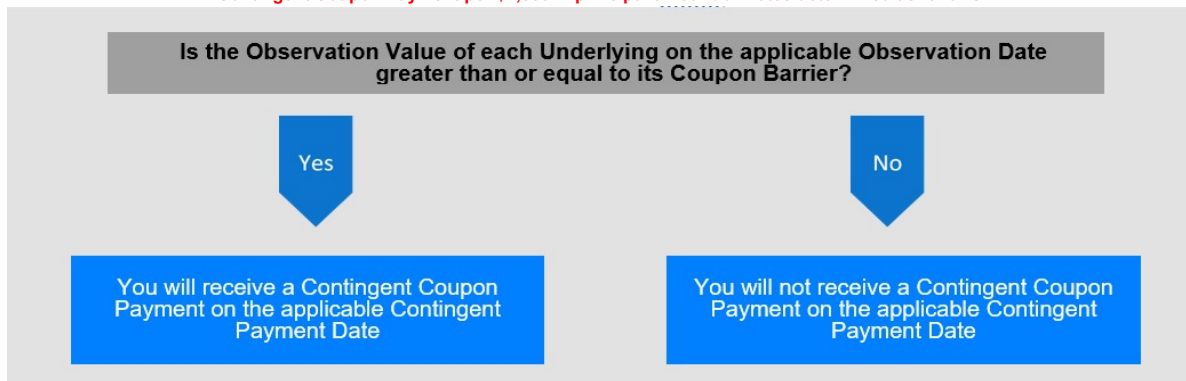 Is the Observation Value of each Underlying on the applicable Observation Date
greater than or equal to its Coupon Barrier?
Yes
No
You will receive a Contingent Coupon
Payment on the applicable Contingent
Payment Date
You will not receive a Contingent Coupon
Payment on the applicable Contingent
Payment Date